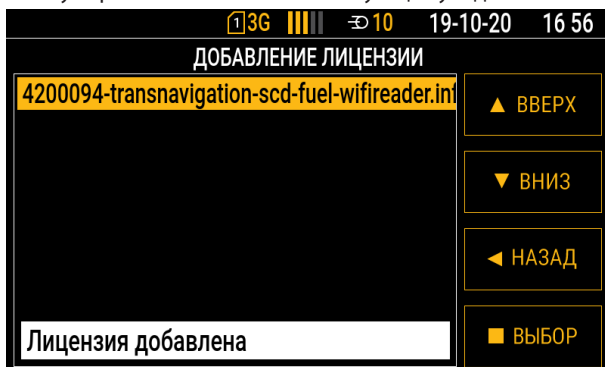 1 3G 10 19-10-20 16 56
ДОБАВЛЕНИЕ ЛИЦЕНЗИИ
4200094-transnavigation-scd-fuel-wifireader.inf
▲ ВВЕРХ
▼ ВНИЗ
◄ НАЗАД
■ ВЫБОР
Лицензия добавлена